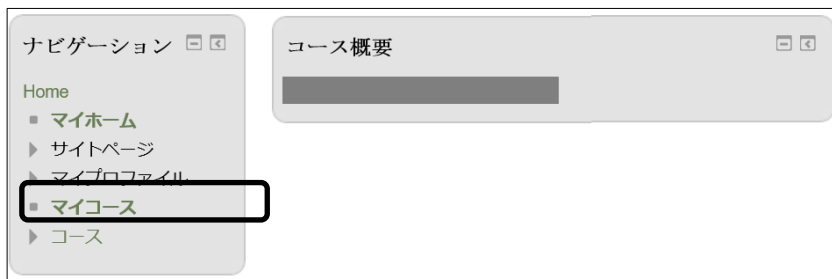 ナビゲーション
Home
マイホーム
サイトページ
マイプロファイル
マイコース
コース
コース概要